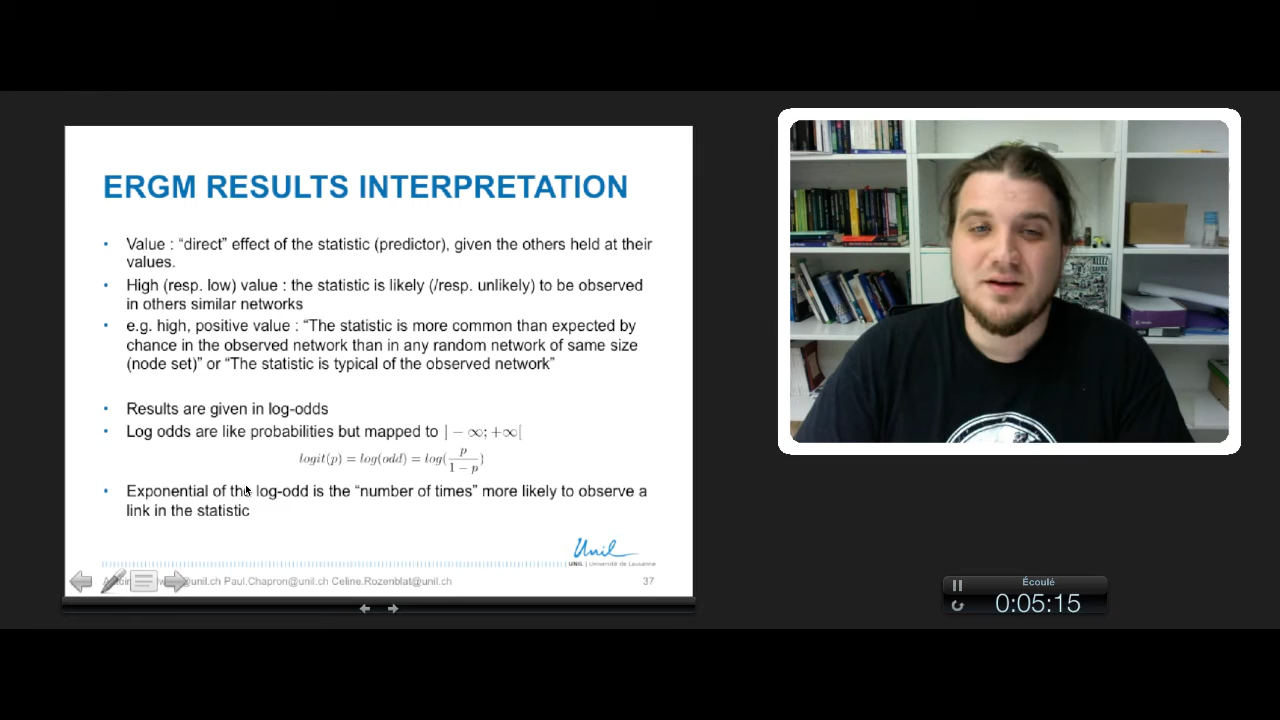 ERGM RESULTS INTERPRETATION
• Value : “direct” effect of the statistic (predictor), given the others held at their
values.
• High (resp. low) value : the statistic is likely (/resp. unlikely) to be observed
in others similar networks
• e.g. high, positive value : “The statistic is more common than expected by
chance in the observed network than in any random network of same size
(node set)” or “The statistic is typical of the observed network”
• Results are given in log-odds
• Log odds are like probabilities but mapped to ] − ∞; +∞[
logit(p) = log(odd) = log(p/1 − p)
• Exponential of the log-odd is the “number of times” more likely to observe a
link in the statistic
Unil
UNIL | Université de Lausanne
@unil.ch Paul.Chapron@unil.ch Celine.Rozenblat@unil.ch 37
Écoulé
0:05:15